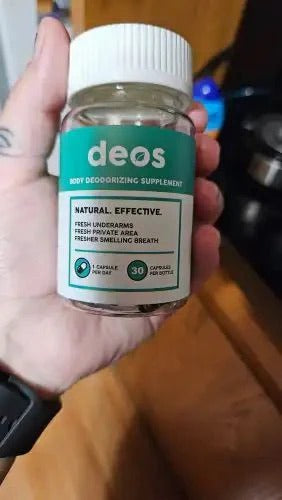 deos
BODY DEODORIZING SUPPLEMENT
NATURAL. EFFECTIVE.
FRESH UNDERARMS
FRESH PRIVATE AREA
FRESHER SMELLING BREATH
1 CAPSULE
PER DAY
30
CAPSULES
PER BOTTLE